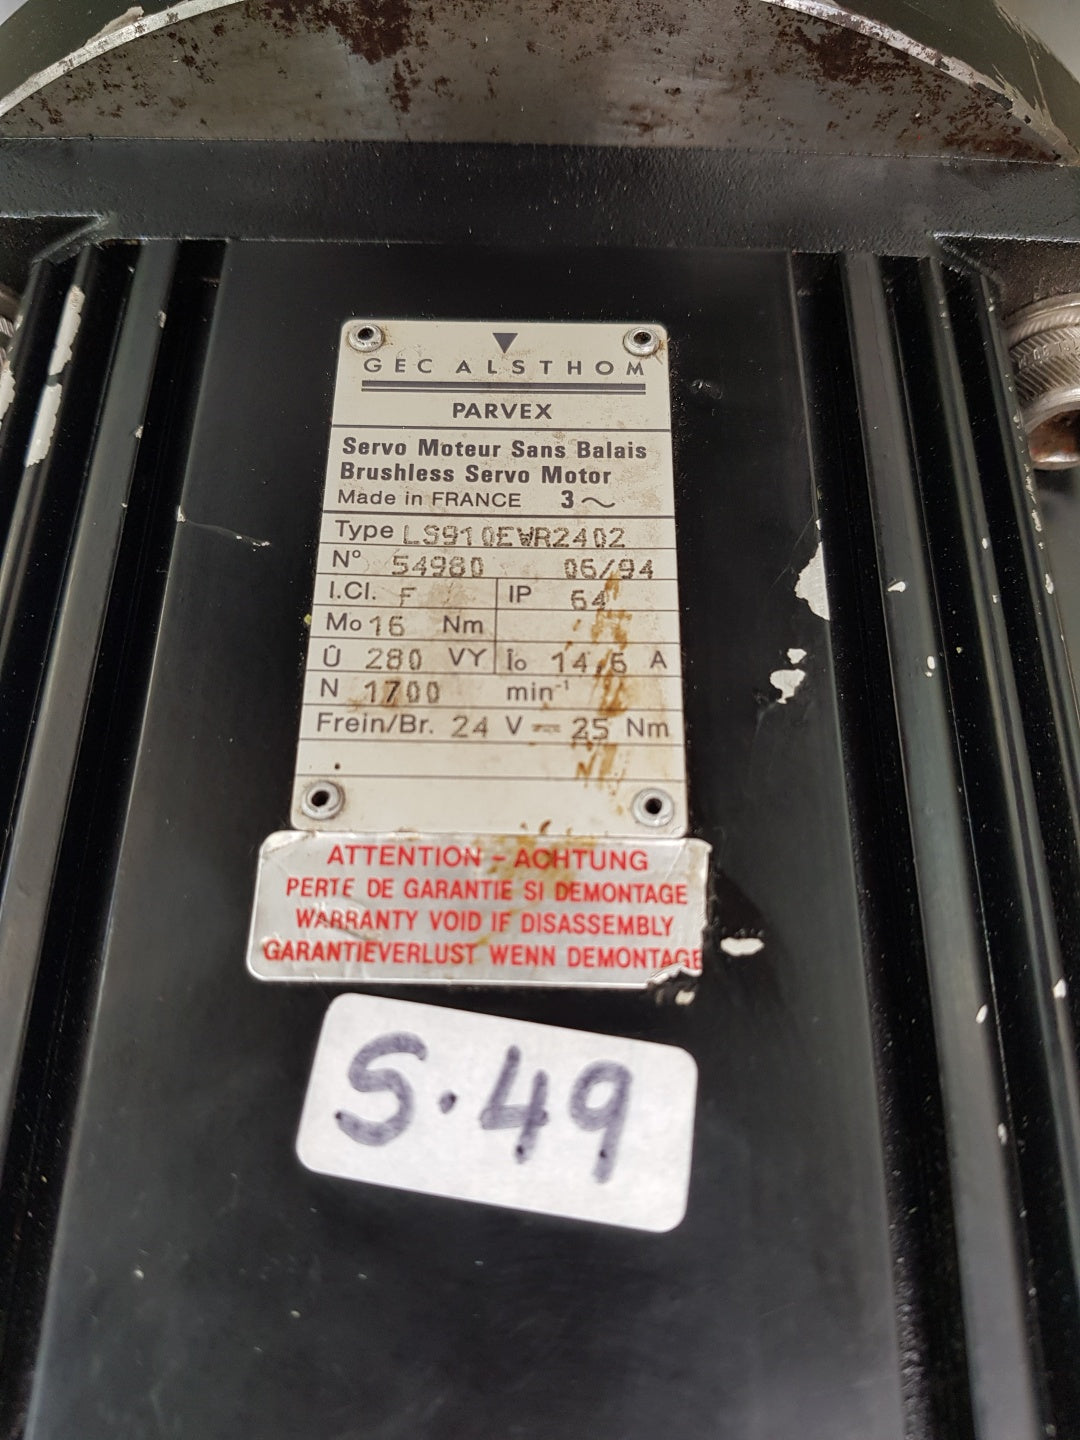 GEC ALSTHOM
PARVEX
Servo Moteur Sans Balais
Brushless Servo Motor
Made in FRANCE 3~
Type LS910EWR2402
N° 54980 06/94
I.Cl. F IP 64
Mo 16 Nm
Û 280 VY Îo 14,6 A
N 1700 min⁻¹
Frein/Br. 24 V ⎓ 25 Nm
ATTENTION - ACHTUNG
PERTE DE GARANTIE SI DEMONTAGE
WARRANTY VOID IF DISASSEMBLY
GARANTIEVERLUST WENN DEMONTAGE
S.49